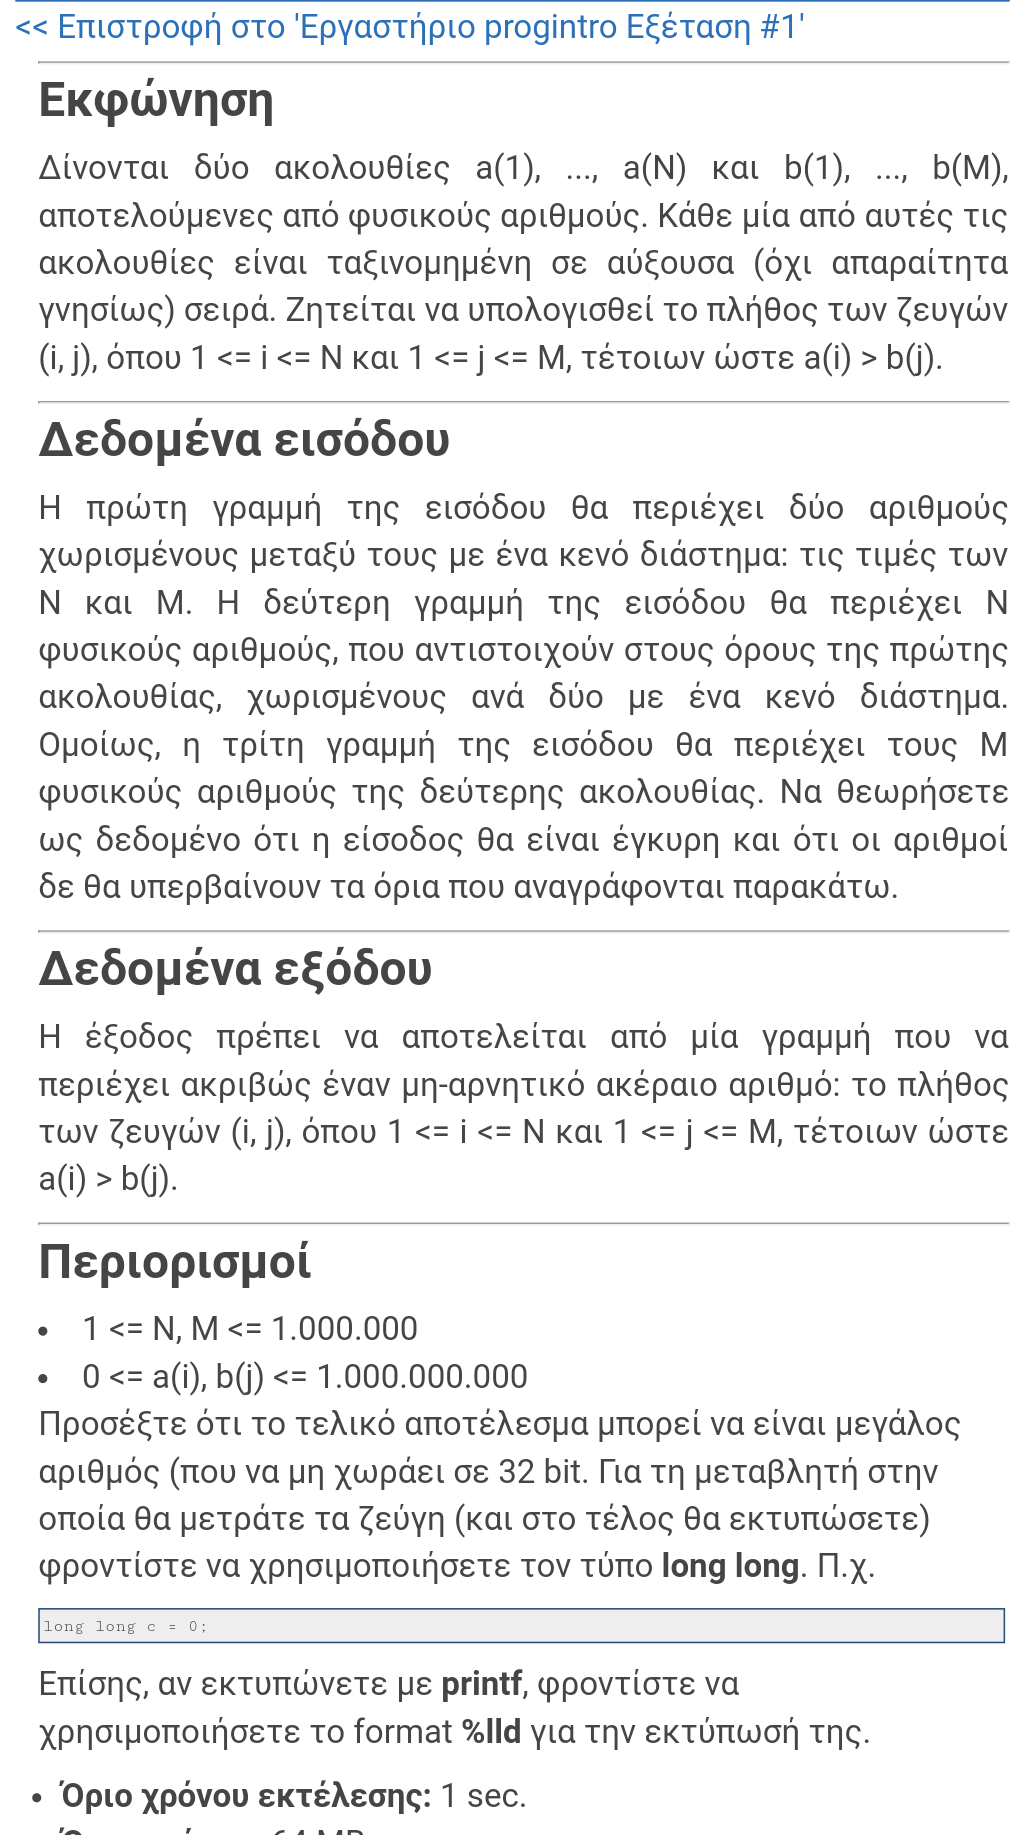 << Επιστροφή στο 'Εργαστήριο progintro Εξέταση #1'
Εκφώνηση
Δίνονται δύο ακολουθίες a(1), ..., a(N) και b(1), ..., b(M),
αποτελούμενες από φυσικούς αριθμούς. Κάθε μία από αυτές τις
ακολουθίες είναι ταξινομημένη σε αύξουσα (όχι απαραίτητα
γνησίως) σειρά. Ζητείται να υπολογισθεί το πλήθος των ζευγών
(i, j), όπου 1 <= i <= N και 1 <= j <= M, τέτοιων ώστε a(i) > b(j).
Δεδομένα εισόδου
Η πρώτη γραμμή της εισόδου θα περιέχει δύο αριθμούς
χωρισμένους μεταξύ τους με ένα κενό διάστημα: τις τιμές των
Ν και Μ. Η δεύτερη γραμμή της εισόδου θα περιέχει Ν
φυσικούς αριθμούς, που αντιστοιχούν στους όρους της πρώτης
ακολουθίας, χωρισμένους ανά δύο με ένα κενό διάστημα.
Ομοίως, η τρίτη γραμμή της εισόδου θα περιέχει τους Μ
φυσικούς αριθμούς της δεύτερης ακολουθίας. Να θεωρήσετε
ως δεδομένο ότι η είσοδος θα είναι έγκυρη και ότι οι αριθμοί
δε θα υπερβαίνουν τα όρια που αναγράφονται παρακάτω.
Δεδομένα εξόδου
Η έξοδος πρέπει να αποτελείται από μία γραμμή που να
περιέχει ακριβώς έναν μη-αρνητικό ακέραιο αριθμό: το πλήθος
των ζευγών (i, j), όπου 1 <= i <= N και 1 <= j <= M, τέτοιων ώστε
a(i) > b(j).
Περιορισμοί
• 1 <= N, M <= 1.000.000
• 0 <= a(i), b(j) <= 1.000.000.000
Προσέξτε ότι το τελικό αποτέλεσμα μπορεί να είναι μεγάλος
αριθμός (που να μη χωράει σε 32 bit. Για τη μεταβλητή στην
οποία θα μετράτε τα ζεύγη (και στο τέλος θα εκτυπώσετε)
φροντίστε να χρησιμοποιήσετε τον τύπο long long. Π.χ.
long long c = 0;
Επίσης, αν εκτυπώνετε με printf, φροντίστε να
χρησιμοποιήσετε το format %lld για την εκτύπωσή της.
• Όριο χρόνου εκτέλεσης: 1 sec.